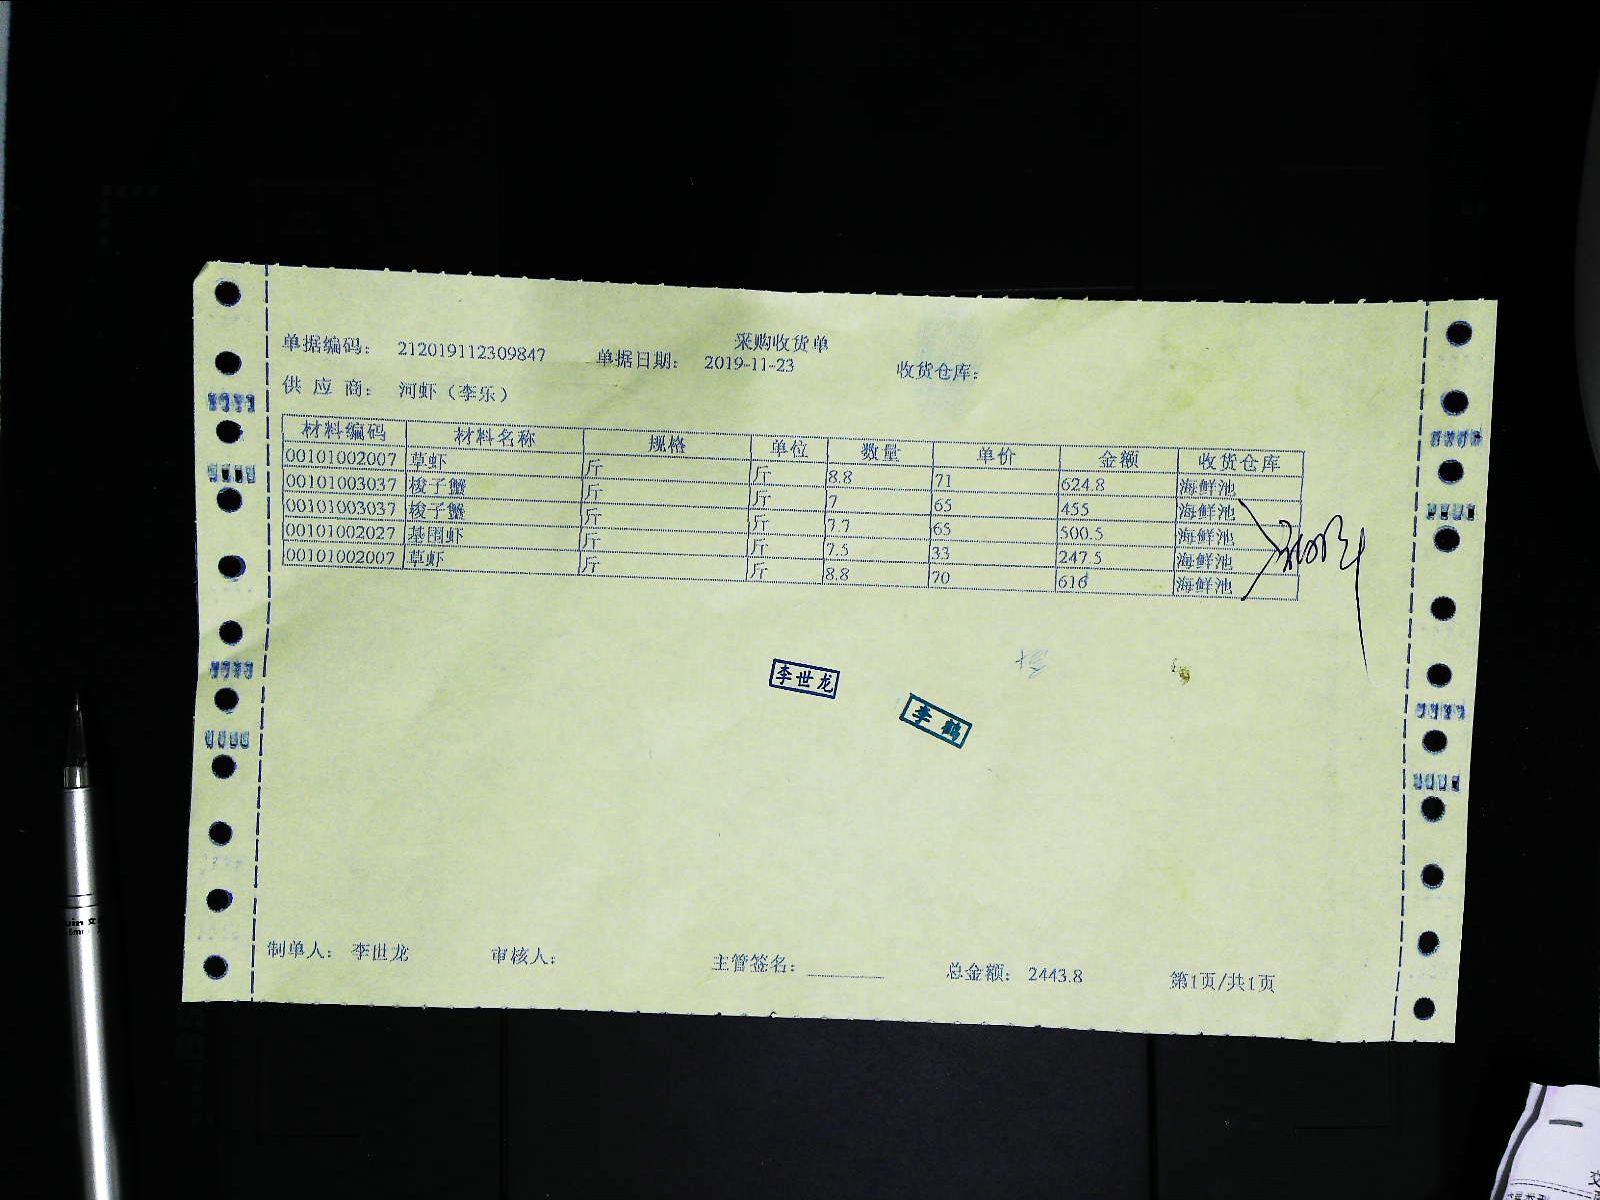 采购收货单
单据编码： 212019112309847 单据日期： 2019-11-23 收货仓库：
供 应 商： 河虾（李乐）
材料编码 材料名称 规格 单位 数量 单价 金额 收货仓库
00101002007 草虾 斤 斤 8.8 71 624.8 海鲜池
00101003037 梭子蟹 斤 斤 7 65 455 海鲜池
00101003037 梭子蟹 斤 斤 7.7 65 500.5 海鲜池
00101002027 基围虾 斤 斤 7.5 33 247.5 海鲜池
00101002007 草虾 斤 斤 8.8 70 616 海鲜池
李世龙
李鹤
制单人： 李世龙 审核人： 主管签名： 总金额： 2443.8 第1页/共1页